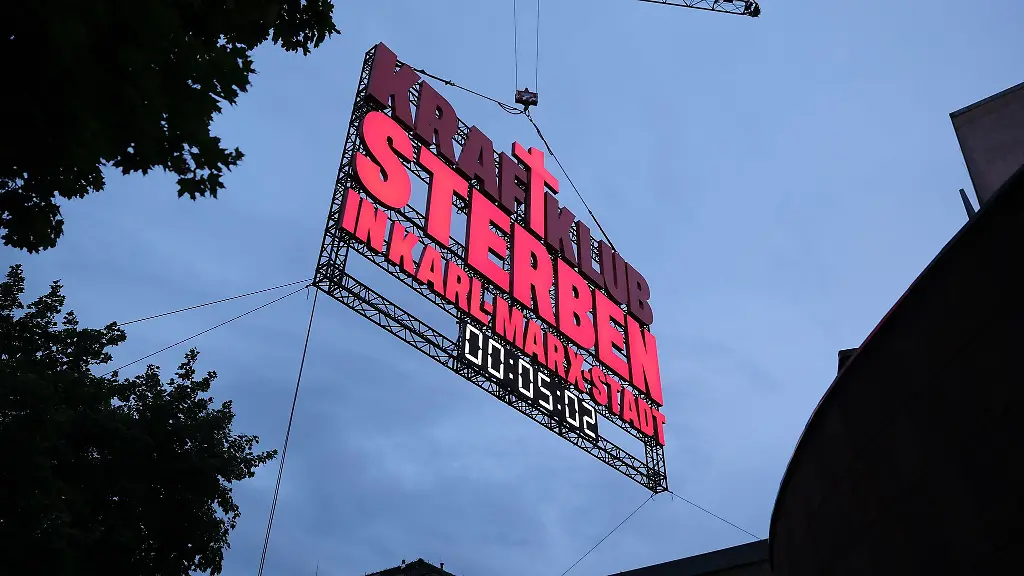 KRAFTKLUB
STERBEN
IN KARL-MARX-STADT
00:05:02